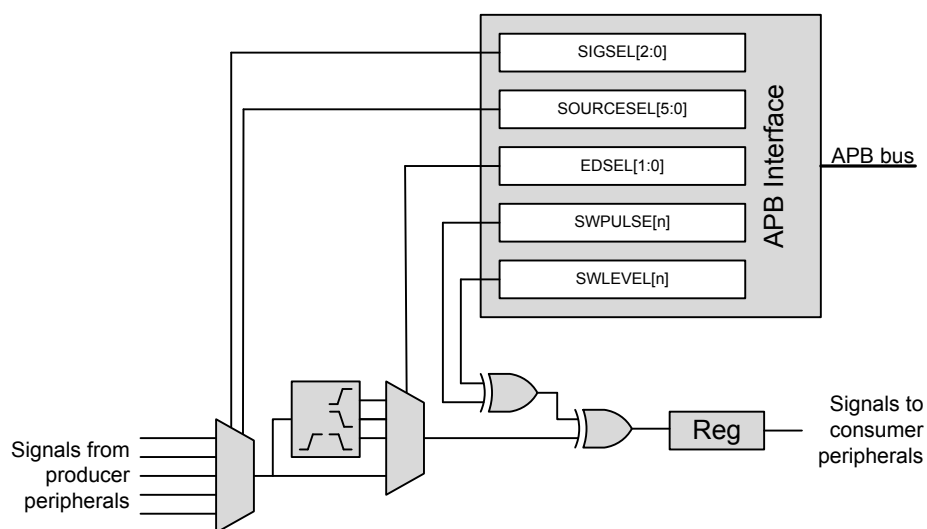 SIGSEL[2:0]
SOURCESEL[5:0]
EDSEL[1:0]
SWPULSE[n]
SWLEVEL[n]
APB Interface
APB bus
Signals from
producer
peripherals
Reg
Signals to
consumer
peripherals